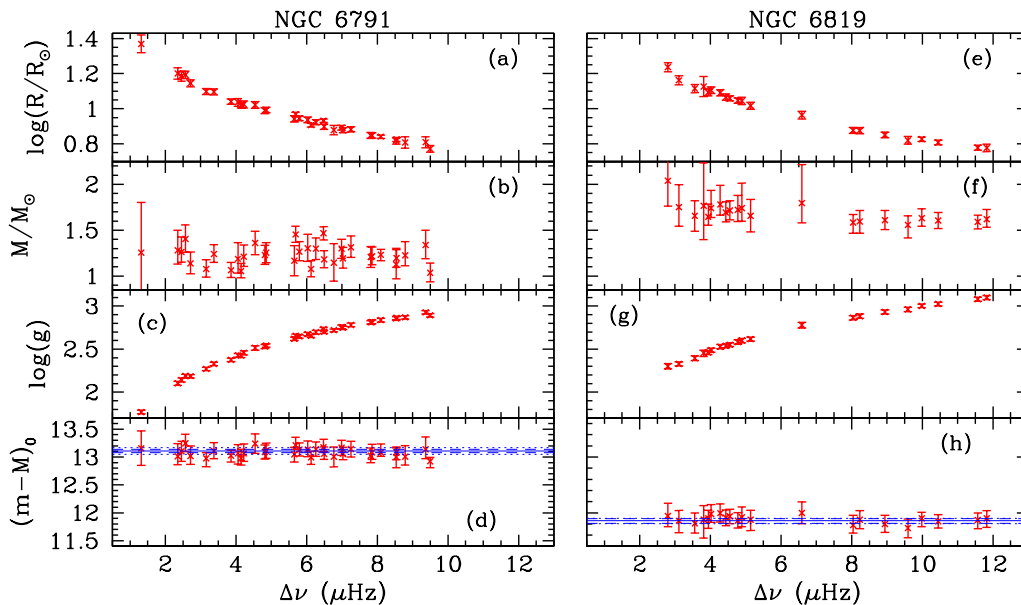 NGC 6791
NGC 6819
1.4
1.2
1
0.8
log(R/R⊙)
(a)
(e)
2
1.5
1
M/M⊙
(b)
(f)
3
2.5
2
log(g)
(c)
(g)
13.5
13
12.5
12
11.5
(m−M)₀
(d)
(h)
2 4 6 8 10 12
2 4 6 8 10 12
Δν (μHz)
Δν (μHz)